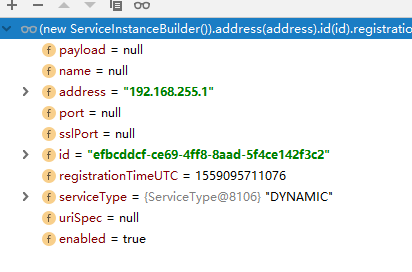 (new ServiceInstanceBuilder()).address(address).id(id).registratio
payload = null
name = null
address = "192.168.255.1"
port = null
sslPort = null
id = "efbcddcf-ce69-4ff8-8aad-5f4ce142f3c2"
registrationTimeUTC = 1559095711076
serviceType = {ServiceType@8106} "DYNAMIC"
uriSpec = null
enabled = true